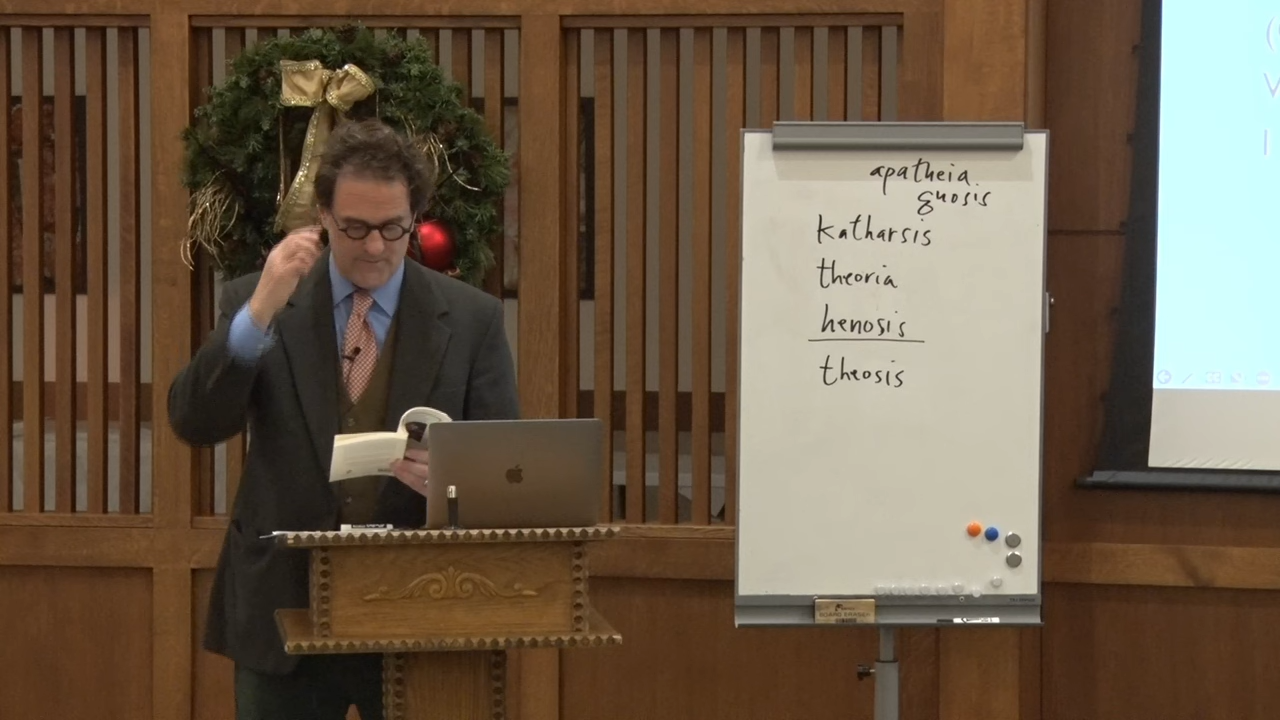 apatheia
gnosis
katharsis
theoria
henosis
theosis